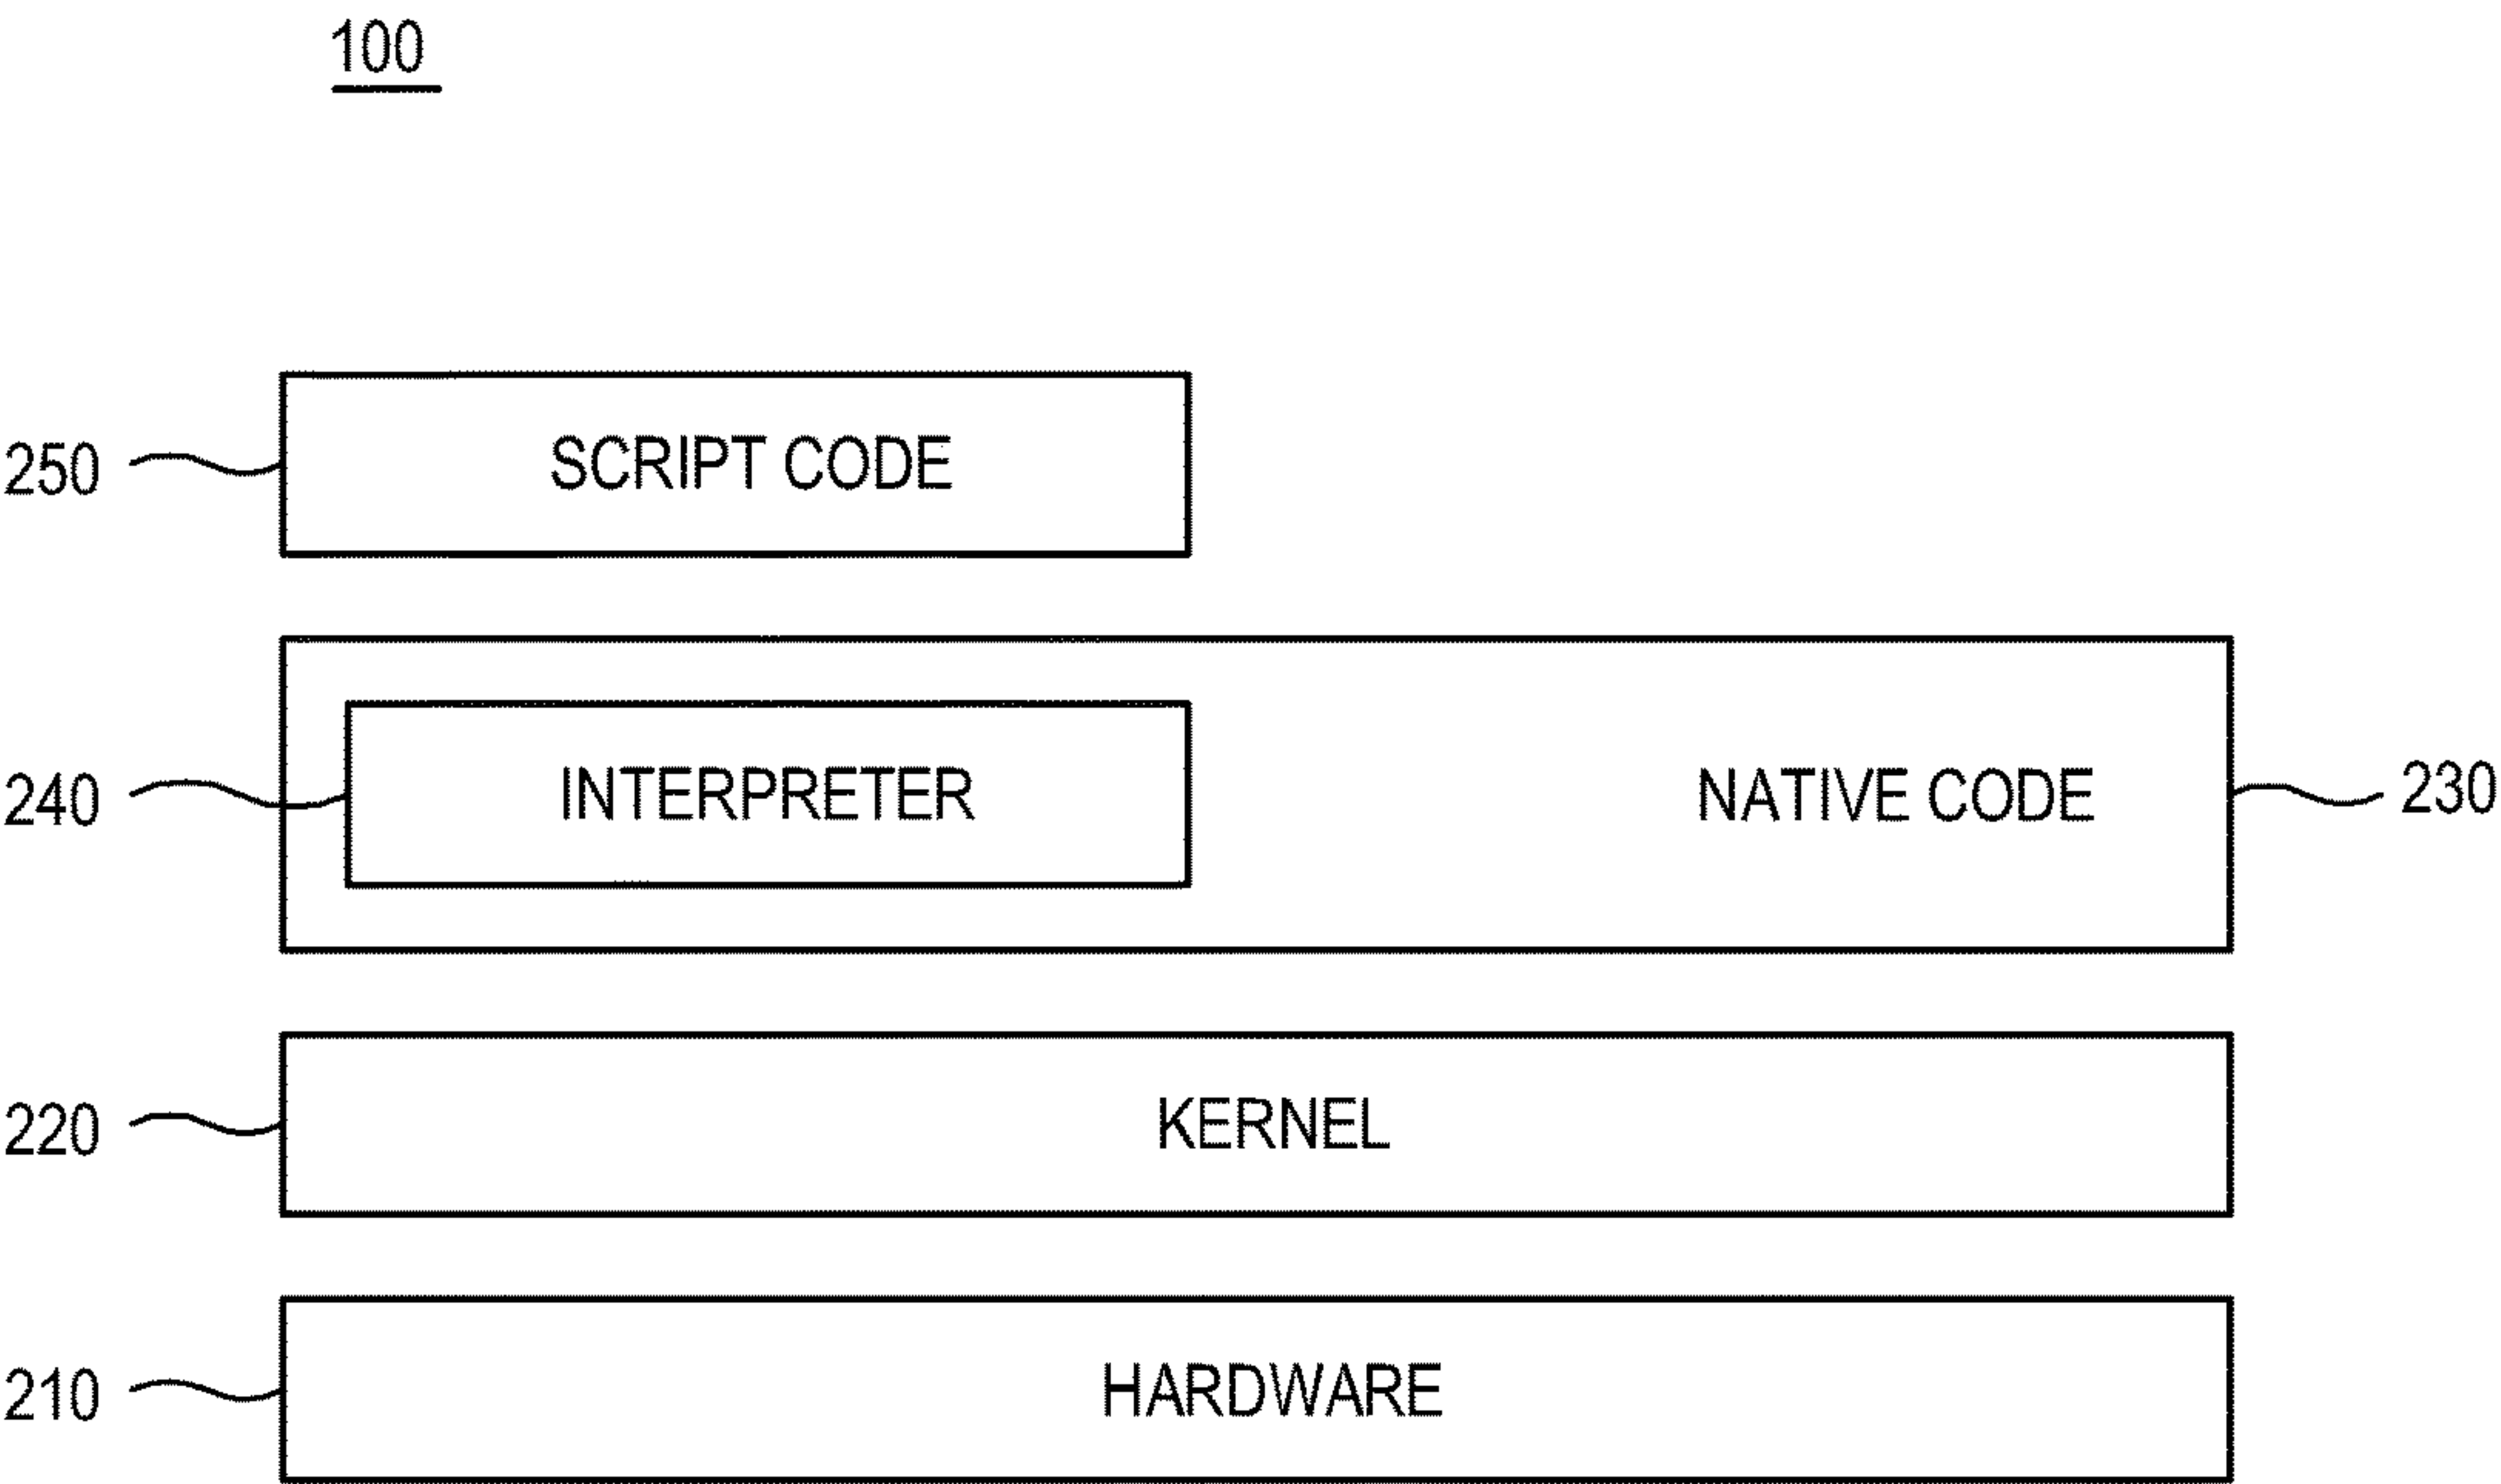 100
250 SCRIPT CODE
240 INTERPRETER NATIVE CODE 230
220 KERNEL
210 HARDWARE